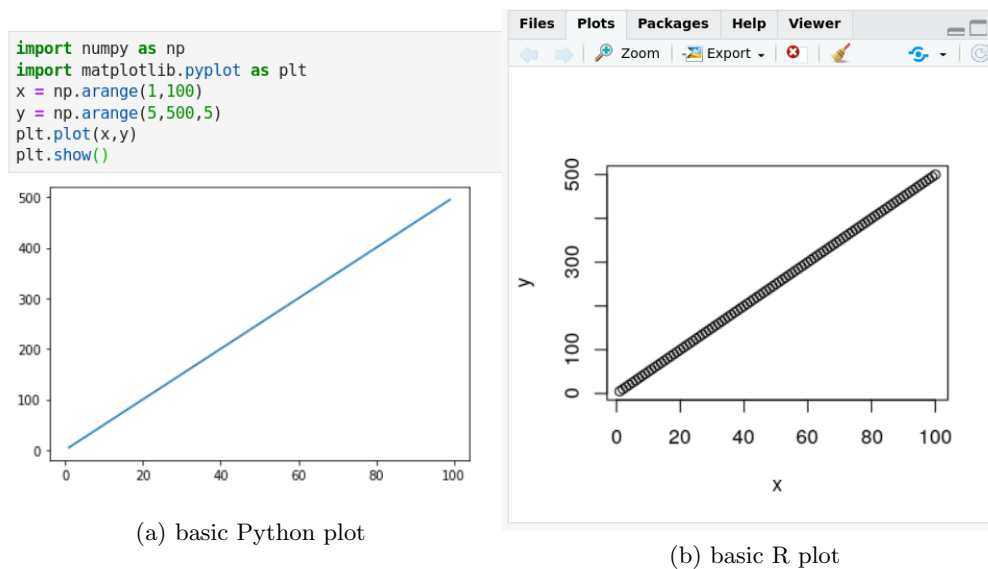 import numpy as np
import matplotlib.pyplot as plt
x = np.arange(1,100)
y = np.arange(5,500,5)
plt.plot(x,y)
plt.show()
500
400
300
200
100
0
0 20 40 60 80 100
(a) basic Python plot
Files Plots Packages Help Viewer
Zoom Export
500
300
100
0
y
0 20 40 60 80 100
x
(b) basic R plot